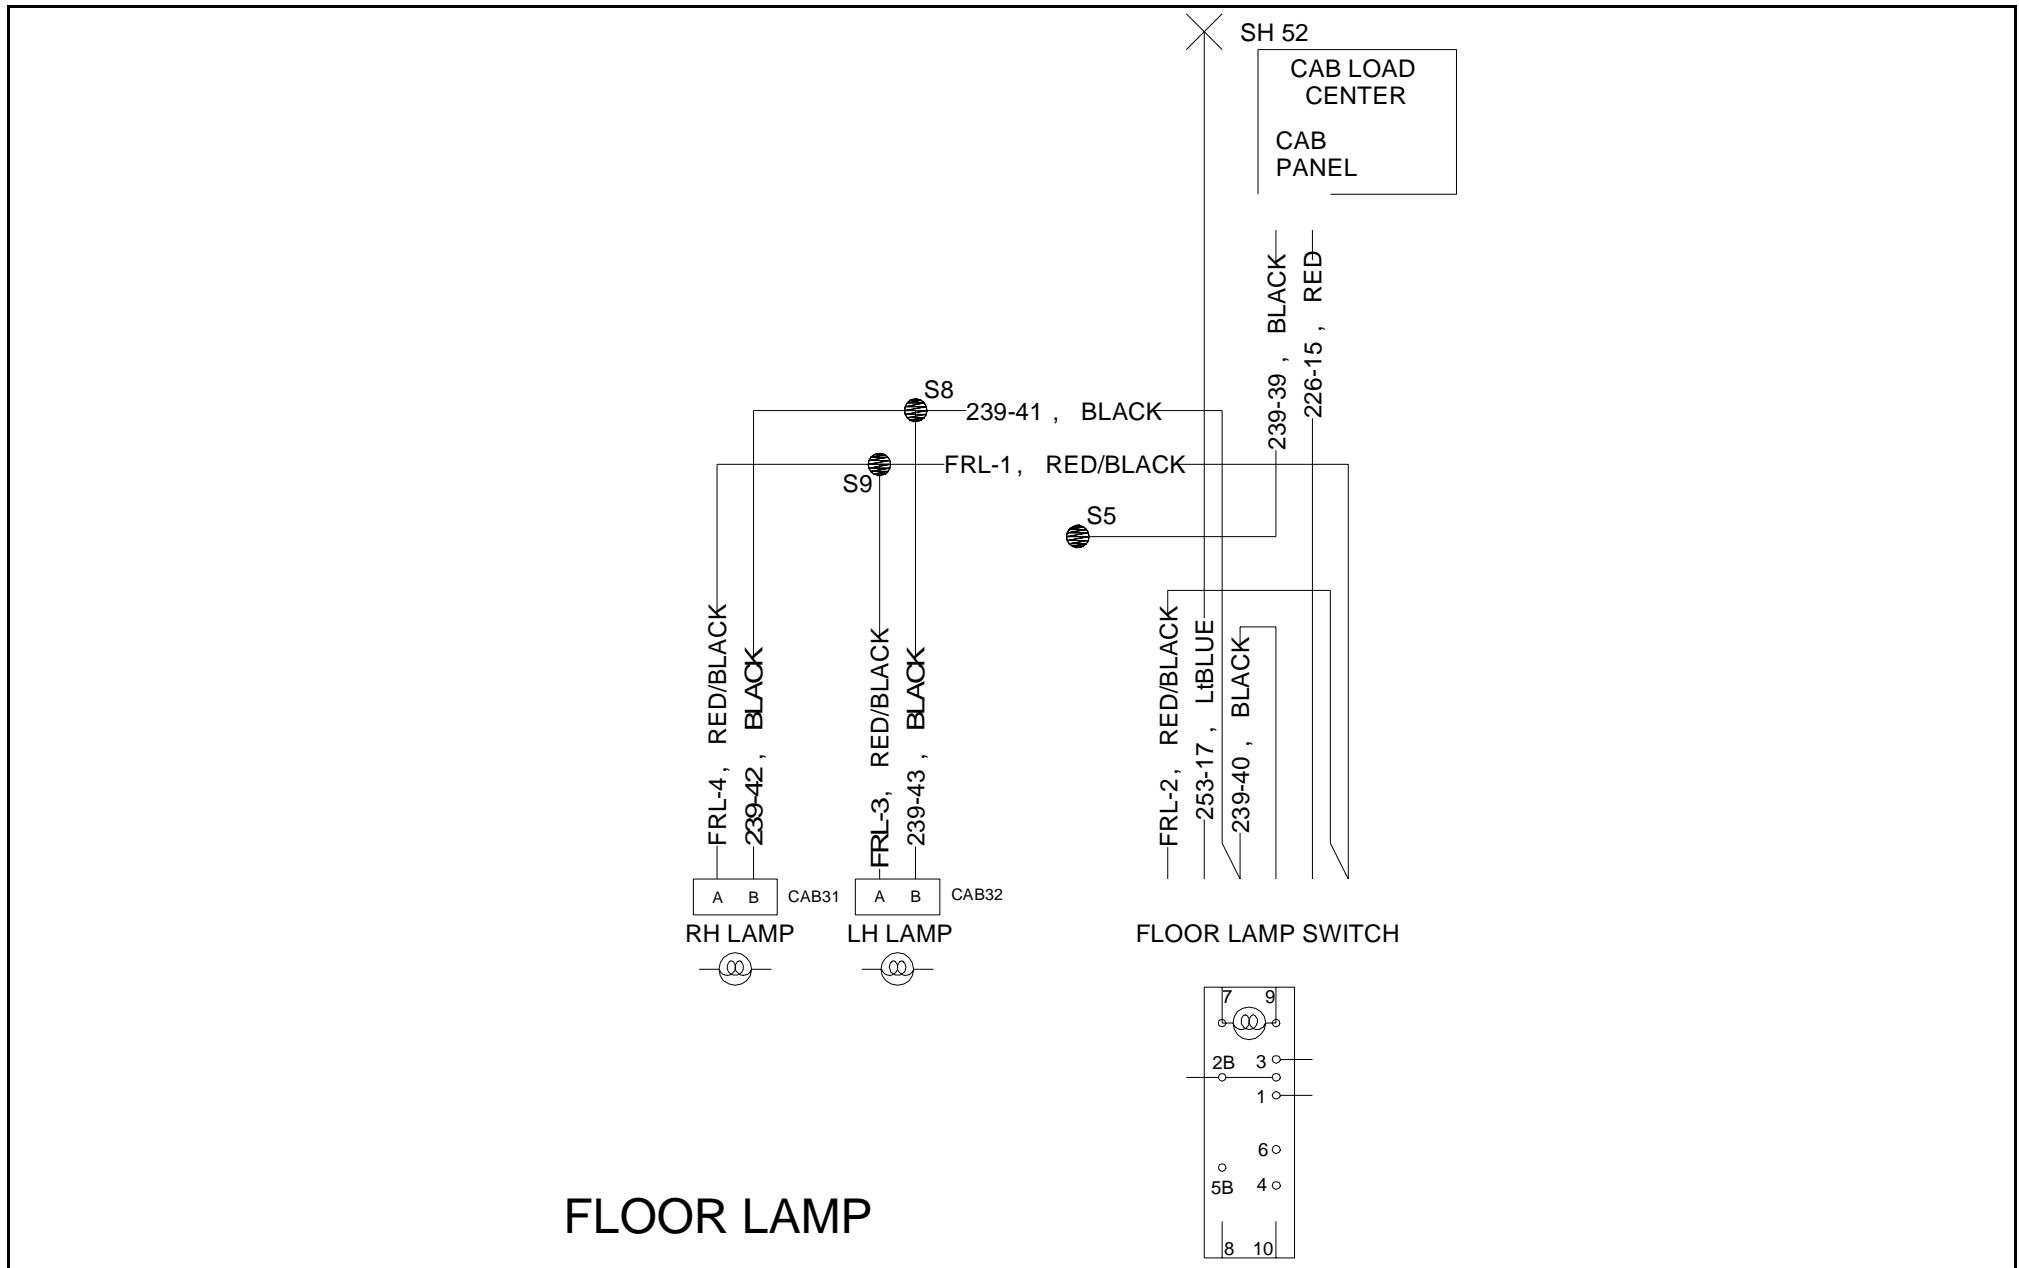 SH 52
CAB LOAD
CENTER
CAB
PANEL
239-39 , BLACK
226-15 , RED
S8
239-41 , BLACK
FRL-1, RED/BLACK
S9
S5
FRL-4, RED/BLACK
239-42, BLACK
FRL-3, RED/BLACK
239-43, BLACK
FRL-2, RED/BLACK
253-17, LtBLUE
239-40, BLACK
A B CAB31
A B CAB32
RH LAMP
LH LAMP
FLOOR LAMP SWITCH
7 9
2B 3
1
6
5B 4
8 10
FLOOR LAMP